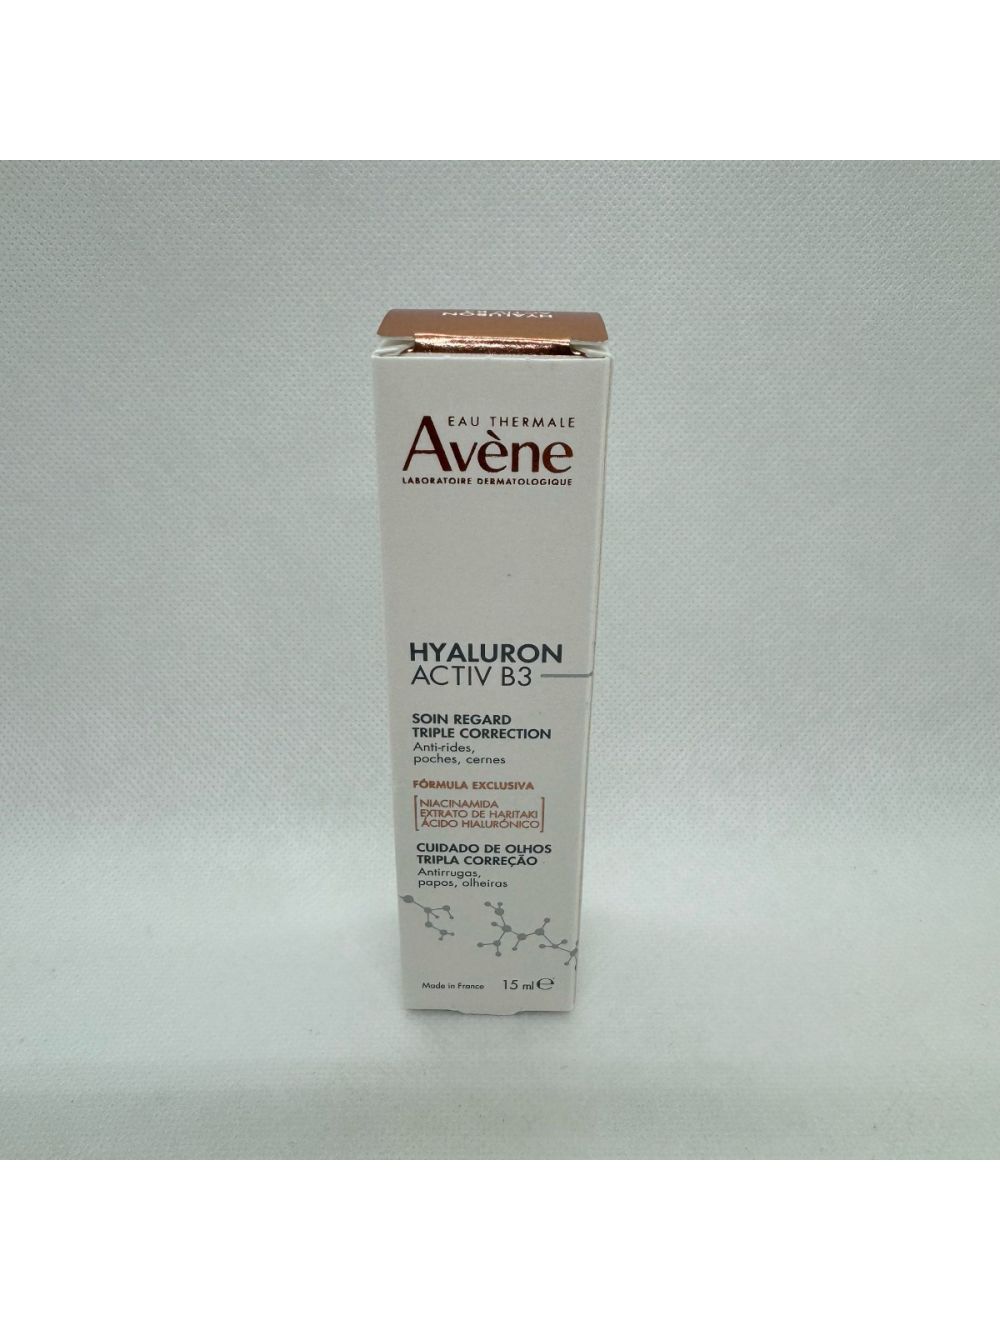 HYALURON
EAU THERMALE
Avène
LABORATOIRE DERMATOLOGIQUE
HYALURON
ACTIV B3
SOIN REGARD
TRIPLE CORRECTION
Anti-rides,
poches, cernes
FÓRMULA EXCLUSIVA
NIACINAMIDA
EXTRATO DE HARITAKI
ÁCIDO HIALURÓNICO
CUIDADO DE OLHOS
TRIPLA CORREÇÃO
Antirrugas,
papos, olheiras
Made in France 15 ml ℮